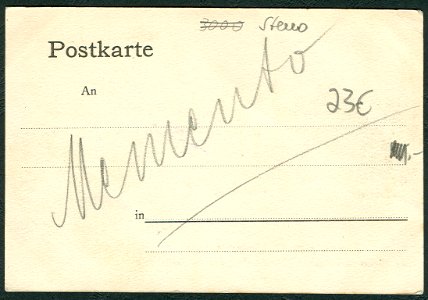 3000 Steno
Postkarte
An
Memento
23€
in